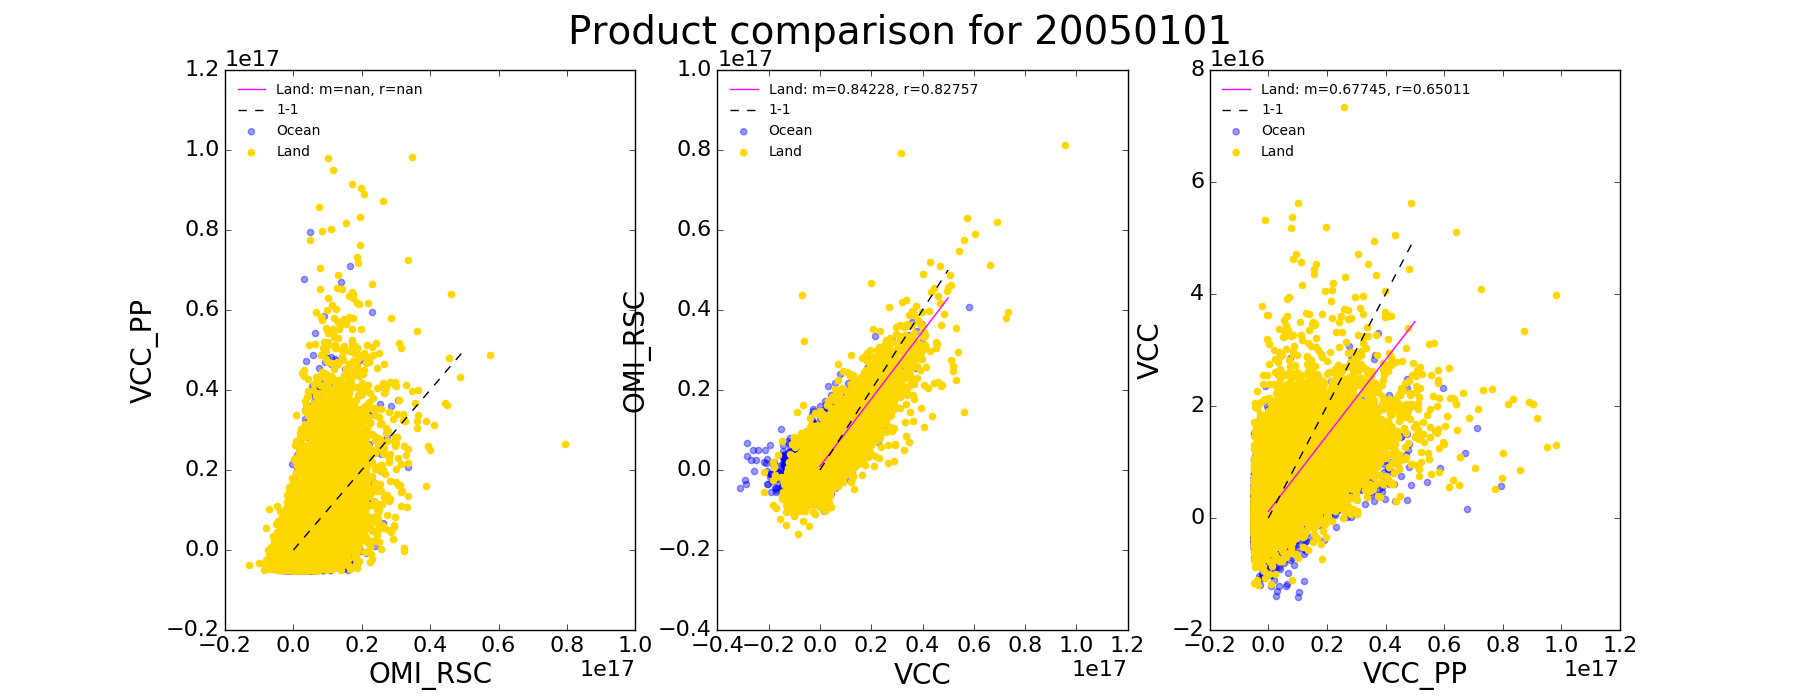 Product comparison for 20050101
1e17
1.2
1.0
0.8
0.6
0.4
0.2
0.0
−0.2
VCC_PP
Land: m=nan, r=nan
1-1
Ocean
Land
−0.2 0.0 0.2 0.4 0.6 0.8 1.0
1e17
OMI_RSC
1e17
1.0
0.8
0.6
0.4
0.2
0.0
−0.2
−0.4
OMI_RSC
Land: m=0.84228, r=0.82757
1-1
Ocean
Land
−0.4 −0.2 0.0 0.2 0.4 0.6 0.8 1.0 1.2
1e17
VCC
1e16
8
6
4
2
0
−2
VCC
Land: m=0.67745, r=0.65011
1-1
Ocean
Land
−0.2 0.0 0.2 0.4 0.6 0.8 1.0 1.2
1e17
VCC_PP